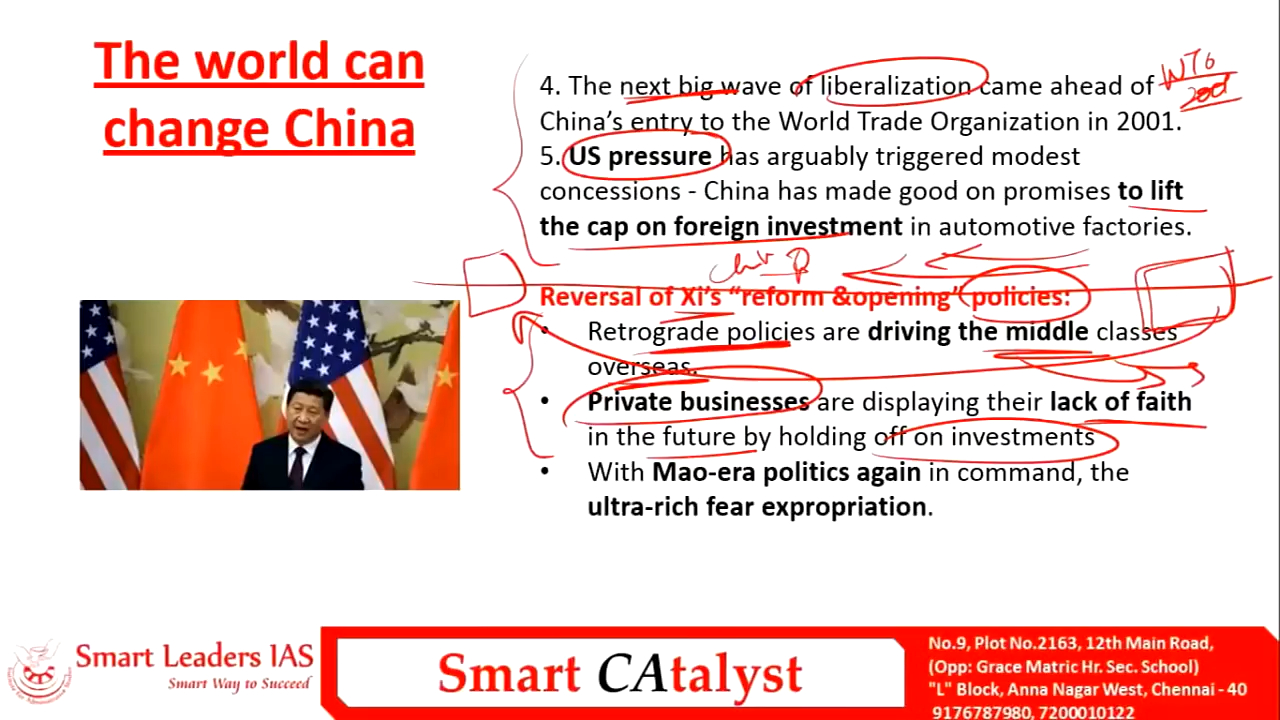 The world can
change China
4. The next big wave of liberalization came ahead of
China's entry to the World Trade Organization in 2001.
WTO
5. US pressure has arguably triggered modest
concessions - China has made good on promises to lift
the cap on foreign investment in automotive factories.
Reversal of Xi's "reform &opening" policies:
• Retrograde policies are driving the middle classes
overseas.
• Private businesses are displaying their lack of faith
in the future by holding off on investments
• With Mao-era politics again in command, the
ultra-rich fear expropriation.
Smart Leaders IAS
Smart Way to Succeed
Smart CAtalyst
No.9, Plot No.2163, 12th Main Road,
(Opp: Grace Matric Hr. Sec. School)
"L" Block, Anna Nagar West, Chennai - 40
9176787980, 7200010122